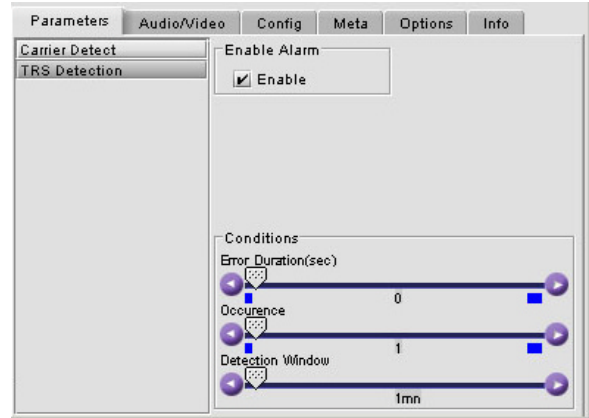 Parameters Audio/Video Config Meta Options Info
Carrier Detect
TRS Detection
Enable Alarm
Enable
Conditions
Error Duration(sec)
0
Occurence
1
Detection Window
1mn